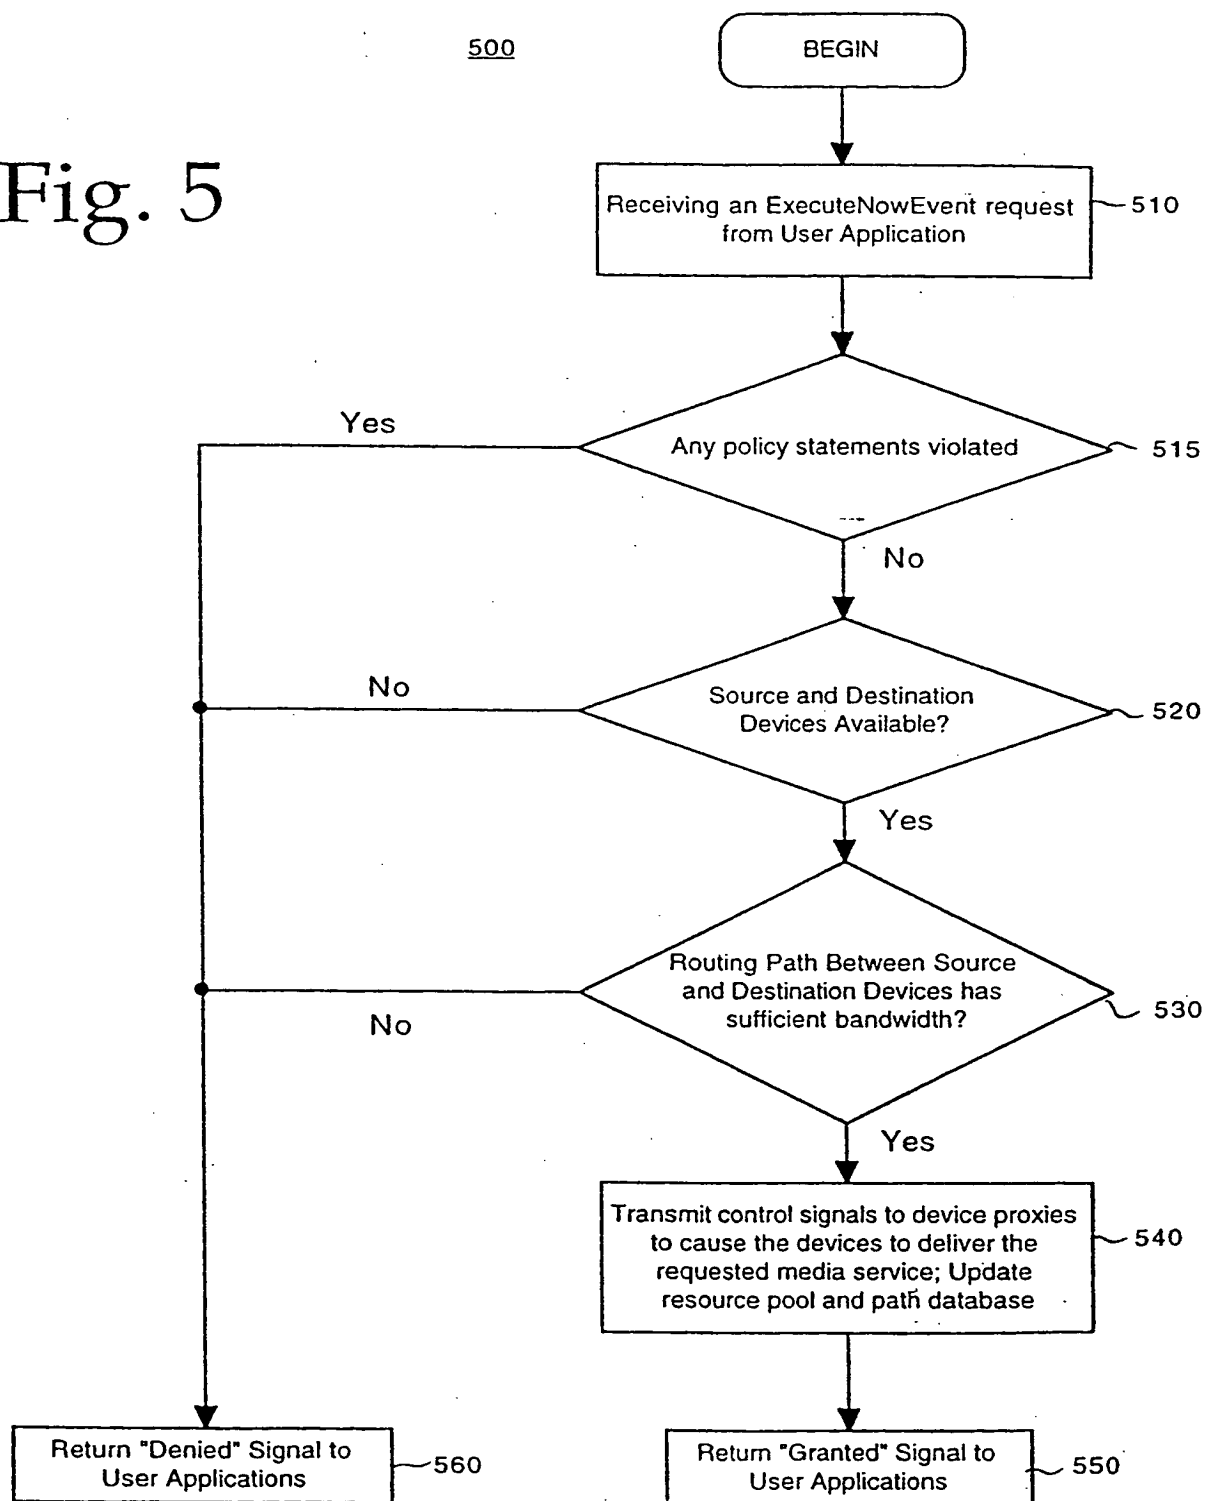 500
BEGIN
Fig. 5
Receiving an ExecuteNowEvent request
from User Application
510
Yes
Any policy statements violated
515
No
No
Source and Destination
Devices Available?
520
Yes
Routing Path Between Source
and Destination Devices has
sufficient bandwidth?
530
No
Yes
Transmit control signals to device proxies
to cause the devices to deliver the
requested media service; Update
resource pool and path database
540
Return "Denied" Signal to
User Applications
560
Return "Granted" Signal to
User Applications
550